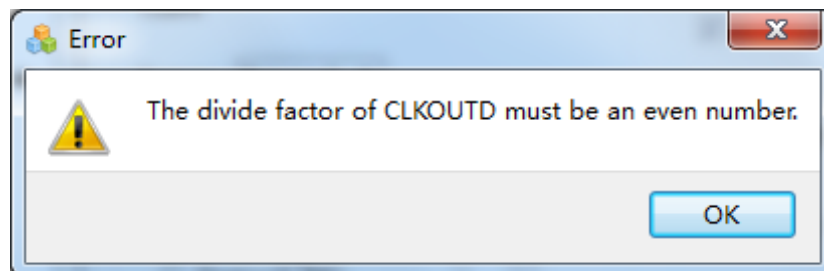 Error
The divide factor of CLKOUTD must be an even number.
OK